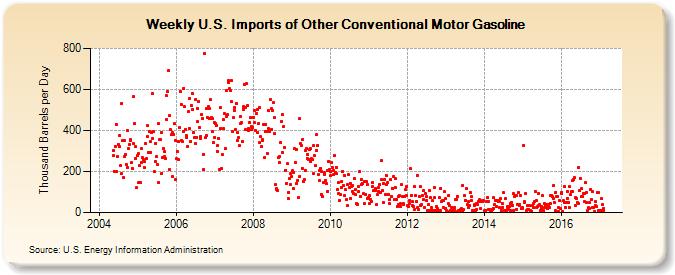 Weekly U.S. Imports of Other Conventional Motor Gasoline
Thousand Barrels per Day
800
600
400
200
0
2004 2006 2008 2010 2012 2014 2016
Source: U.S. Energy Information Administration